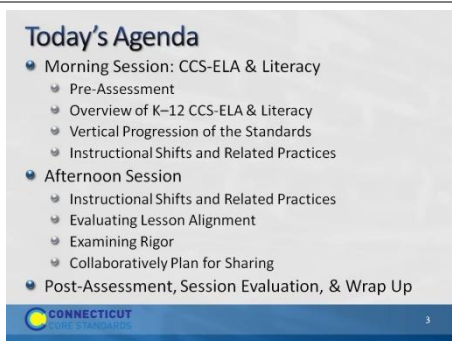 Today's Agenda
Morning Session: CCS-ELA & Literacy
Pre-Assessment
Overview of K–12 CCS-ELA & Literacy
Vertical Progression of the Standards
Instructional Shifts and Related Practices
Afternoon Session
Instructional Shifts and Related Practices
Evaluating Lesson Alignment
Examining Rigor
Collaboratively Plan for Sharing
Post-Assessment, Session Evaluation, & Wrap Up
CONNECTICUT
CORE STANDARDS
3